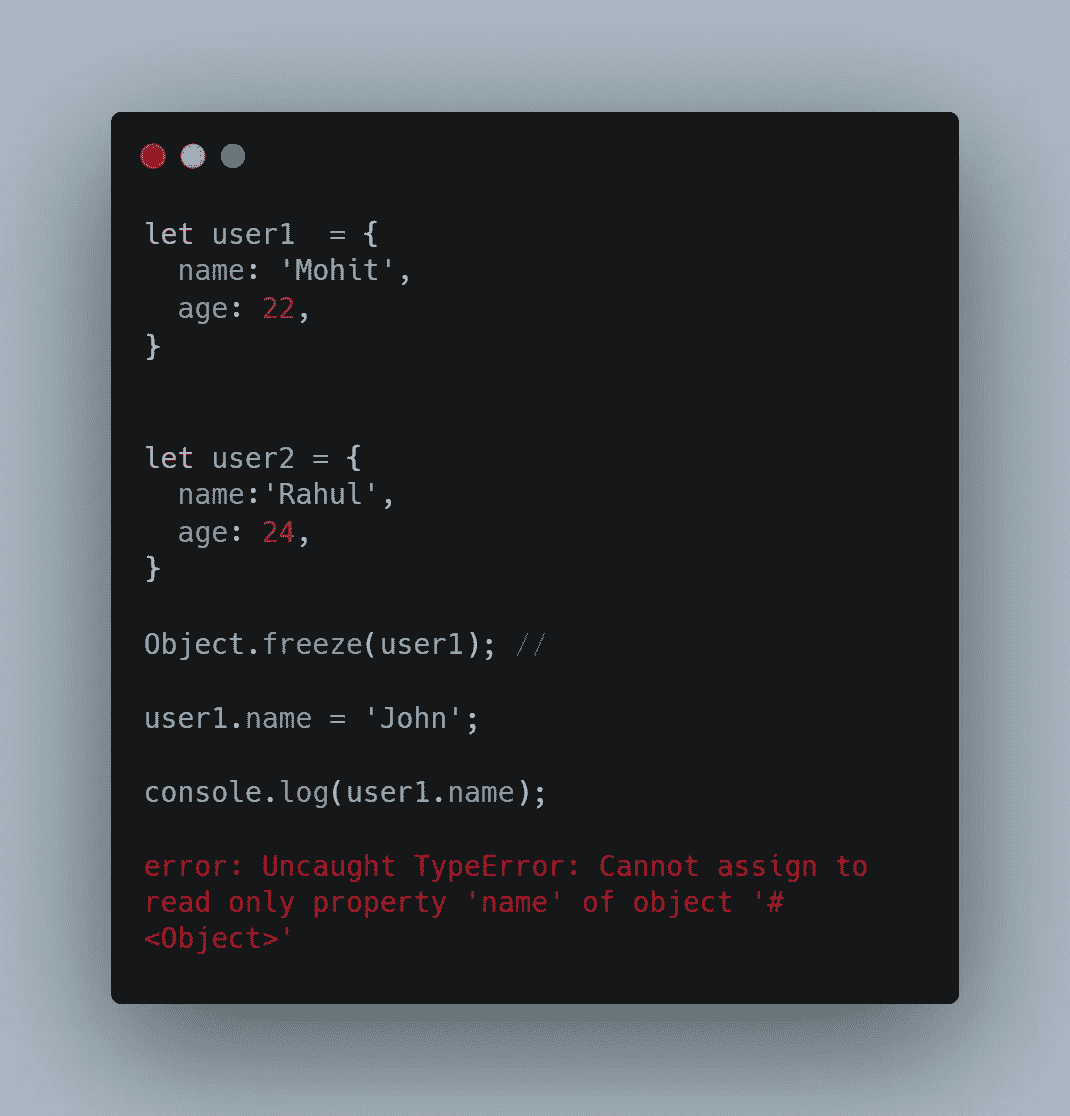 let user1  = {
  name: 'Mohit',
  age: 22,
}
let user2 = {
  name:'Rahul',
  age: 24,
}
Object.freeze(user1); //
user1.name = 'John';
console.log(user1.name);
error: Uncaught TypeError: Cannot assign to
read only property 'name' of object '#
<Object>'